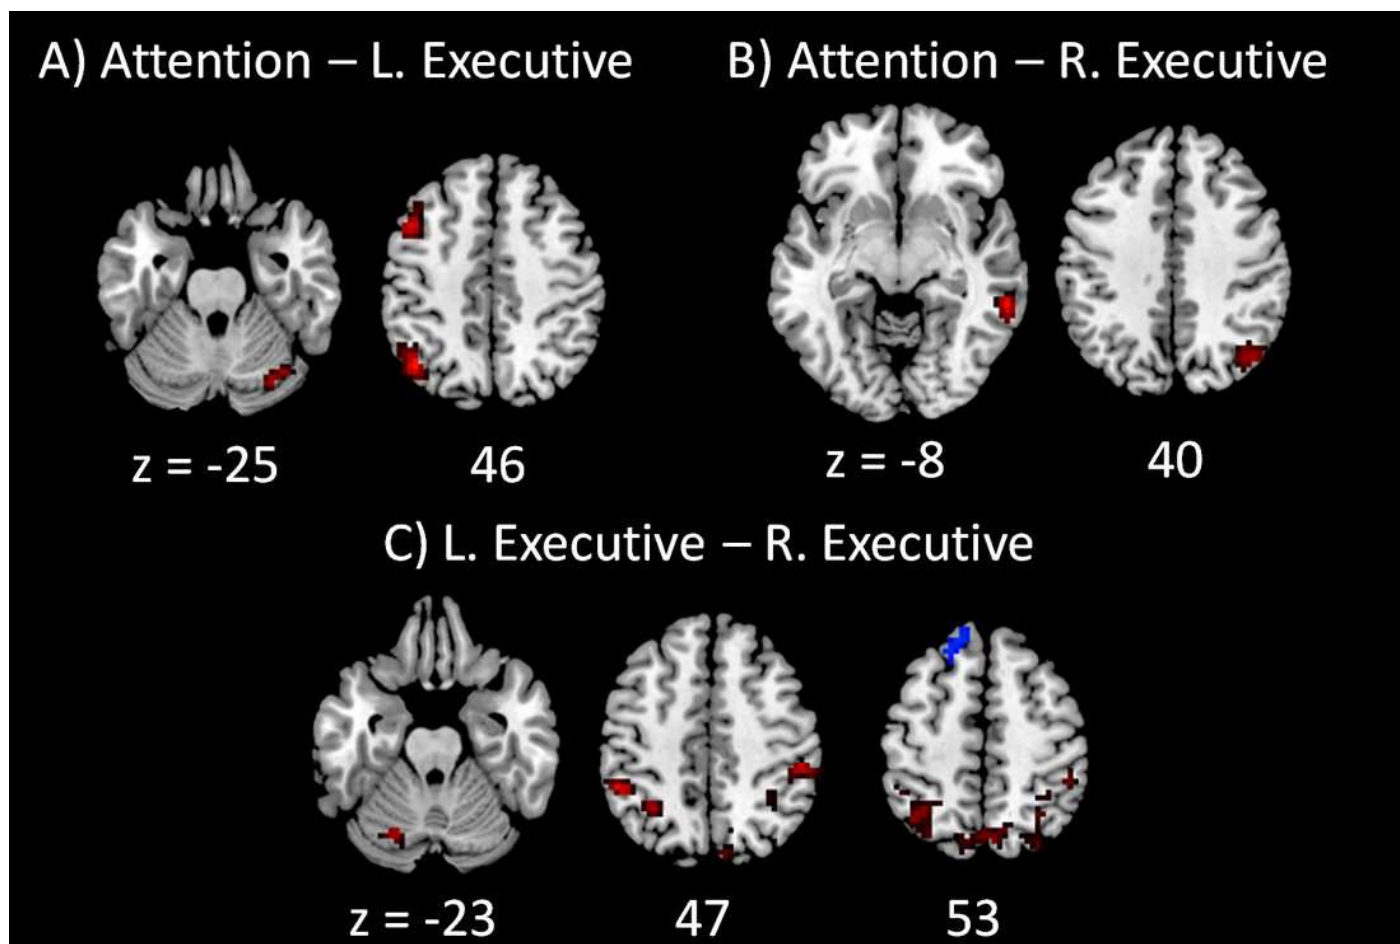 A) Attention – L. Executive
B) Attention – R. Executive
z = -25
46
z = -8
40
C) L. Executive – R. Executive
z = -23
47
53